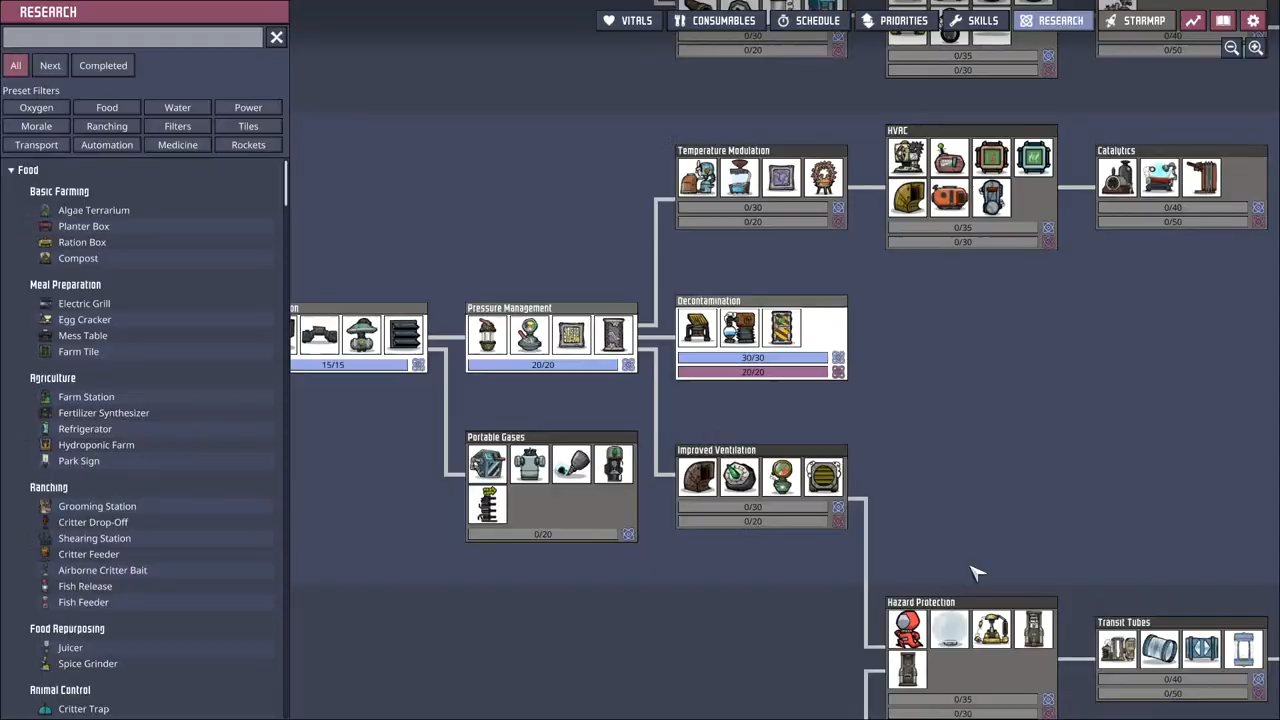 RESEARCH
VITALS
CONSUMABLES
SCHEDULE
PRIORITIES
SKILLS
RESEARCH
STARMAP
All
Next
Completed
Preset Filters
Oxygen
Food
Water
Power
Morale
Ranching
Filters
Tiles
Transport
Automation
Medicine
Rockets
Food
Basic Farming
Algae Terrarium
Planter Box
Ration Box
Compost
Meal Preparation
Electric Grill
Egg Cracker
Mess Table
Farm Tile
Agriculture
Farm Station
Fertilizer Synthesizer
Refrigerator
Hydroponic Farm
Park Sign
Ranching
Grooming Station
Critter Drop-Off
Shearing Station
Critter Feeder
Airborne Critter Bait
Fish Release
Fish Feeder
Food Repurposing
Juicer
Spice Grinder
Animal Control
Critter Trap
0/30
0/20
0/35
0/30
0/40
0/50
Temperature Modulation
0/30
0/20
HVAC
0/35
0/30
Catalytics
0/40
0/50
on
15/15
Pressure Management
20/20
Decontamination
30/30
20/20
Portable Gases
0/20
Improved Ventilation
0/30
0/20
Hazard Protection
0/35
0/30
Transit Tubes
0/40
0/50